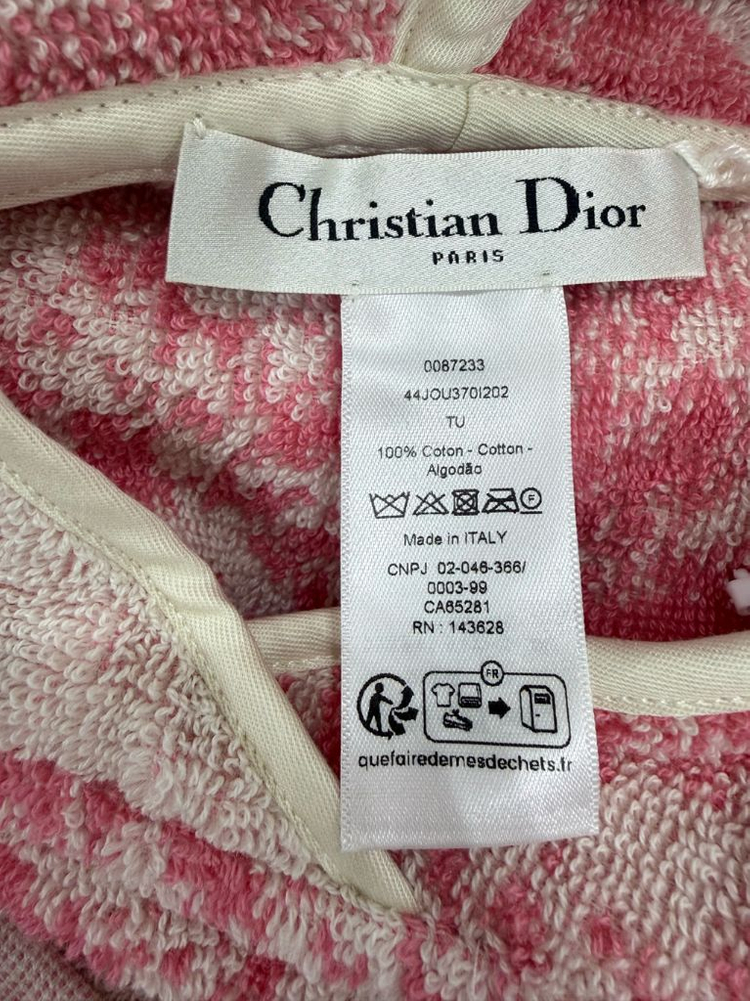 Christian Dior
PARIS
0087233
44JOU370I202
TU
100% Coton - Cotton -
Algodão
F
Made in ITALY
CNPJ 02-046-366/
0003-99
CA65281
RN : 143628
FR
quefairedemesdechets.fr